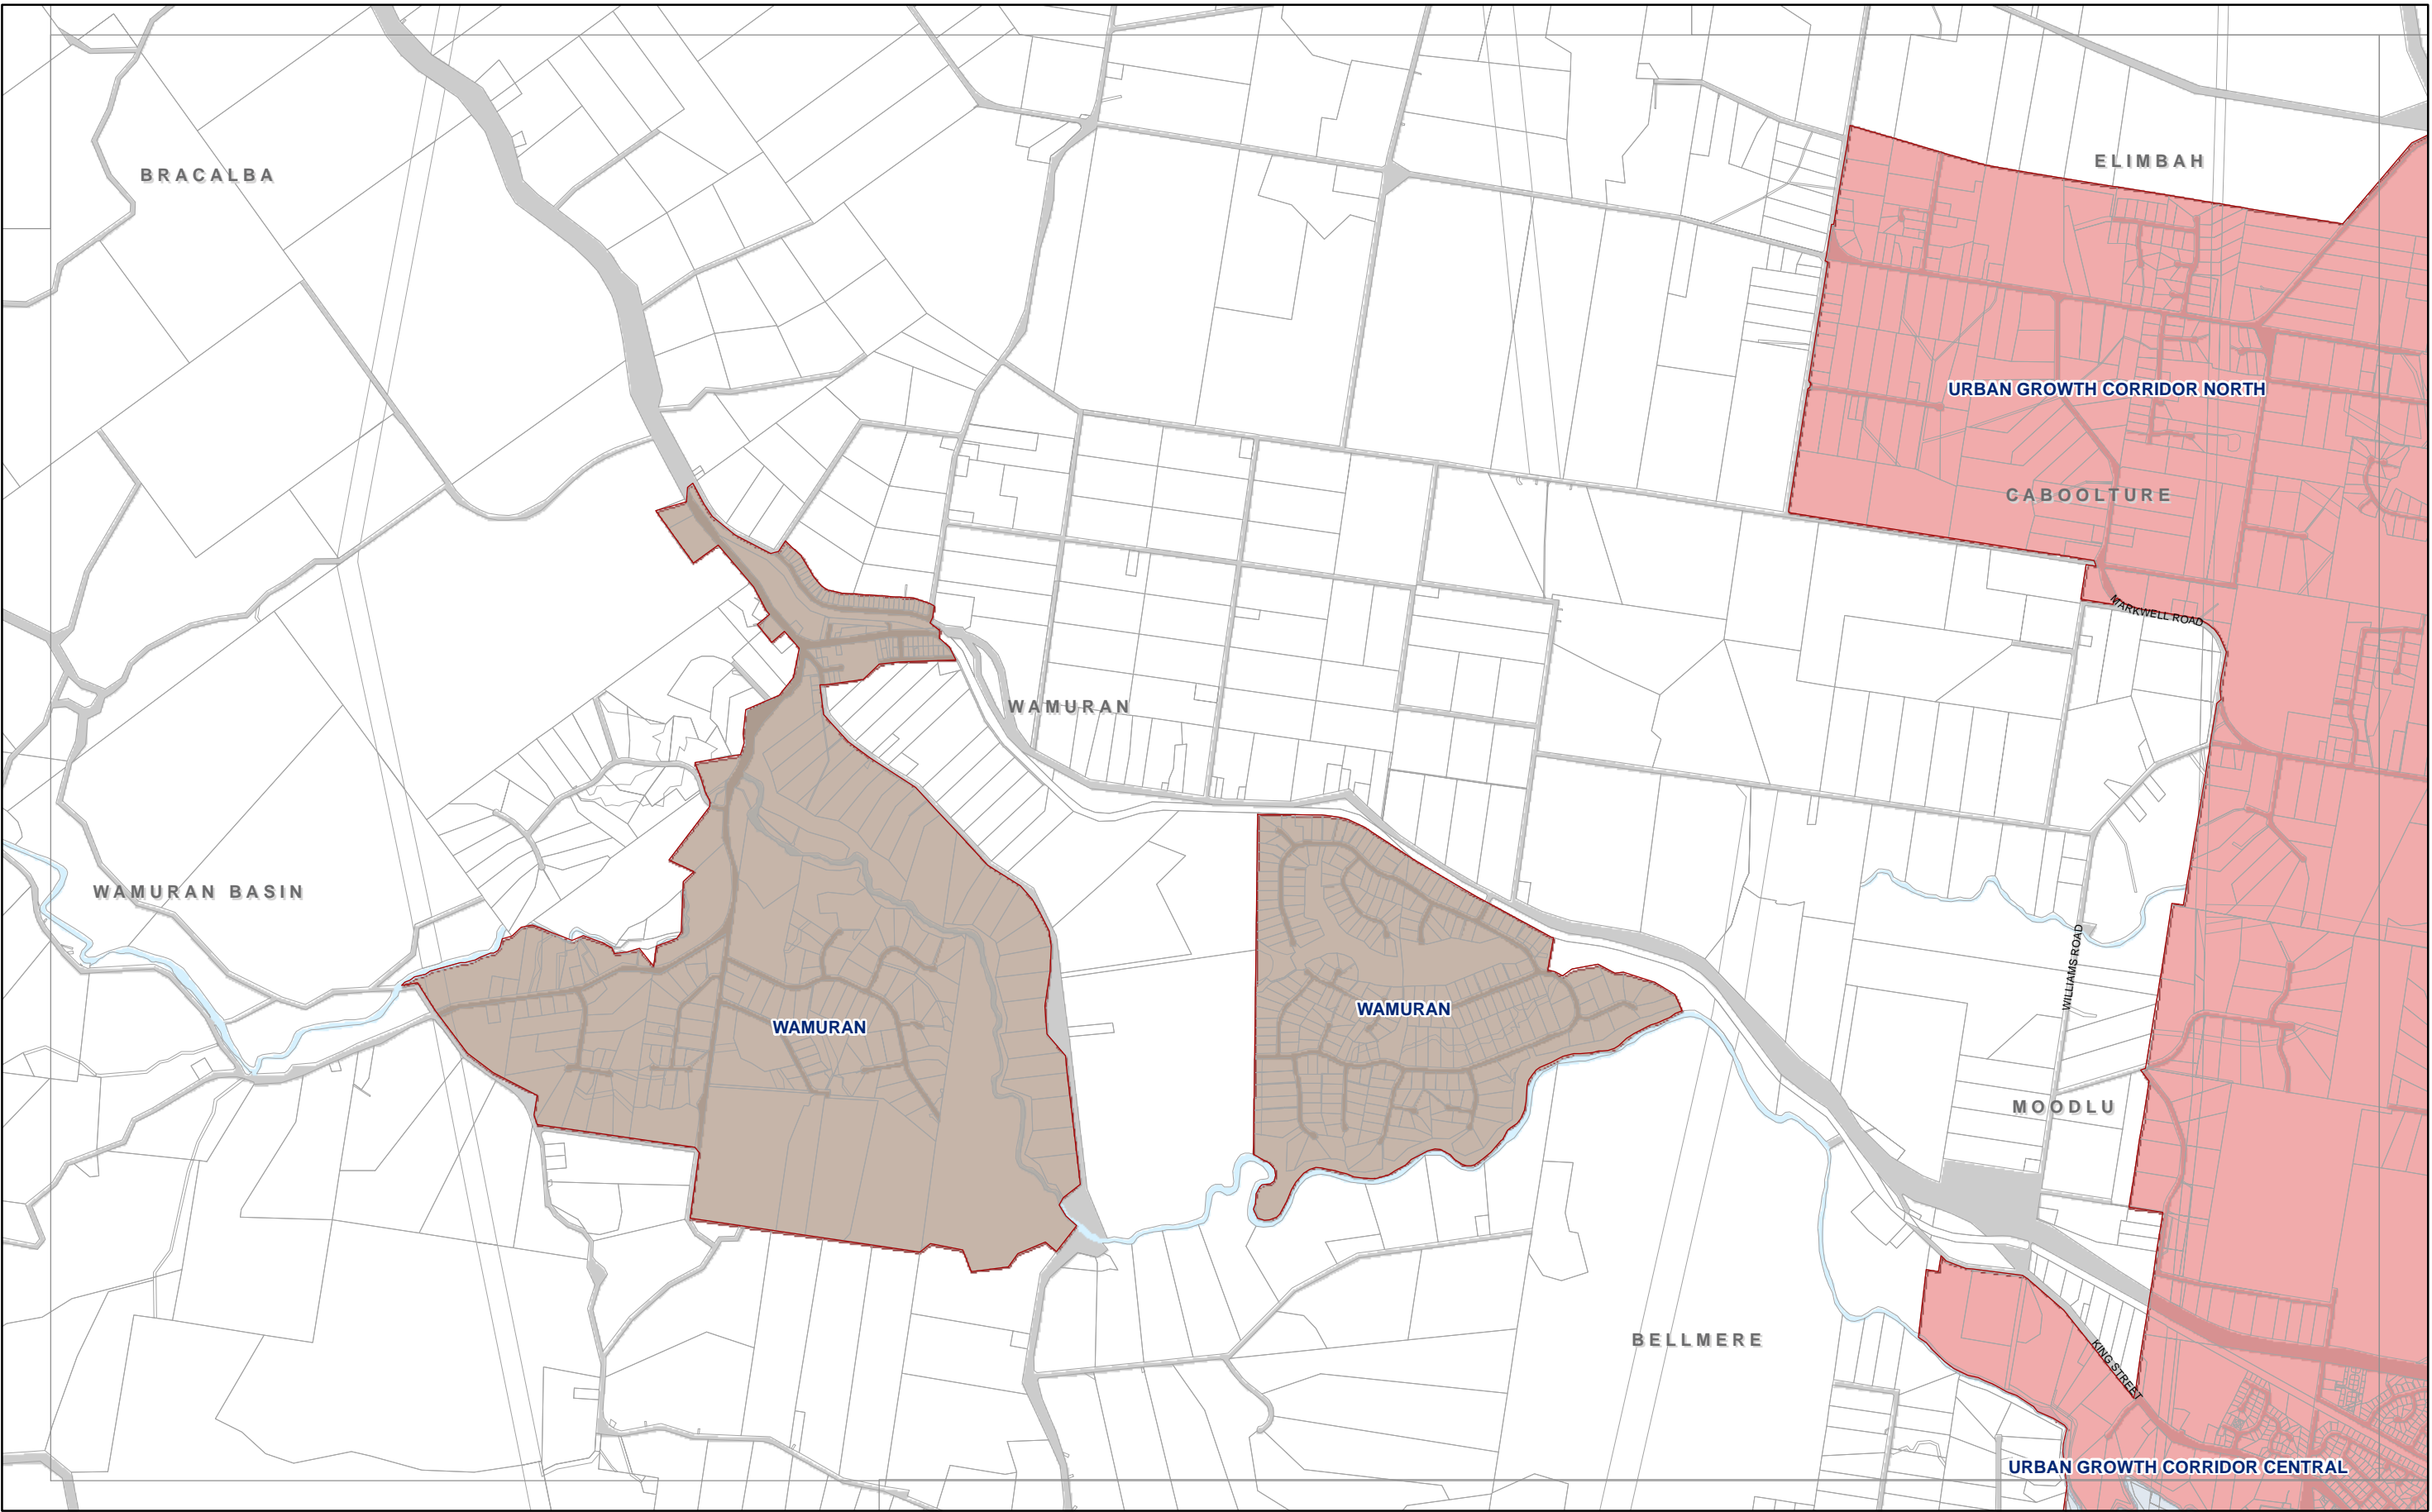 ELIMBAH
BRACALBA
URBAN GROWTH CORRIDOR NORTH
CABOOLTURE
MARKWELL ROAD
WAMURAN
WAMURAN BASIN
WILLIAMS ROAD
WAMURAN
WAMURAN
MOODLU
BELLMERE
KING STREET
URBAN GROWTH CORRIDOR CENTRAL